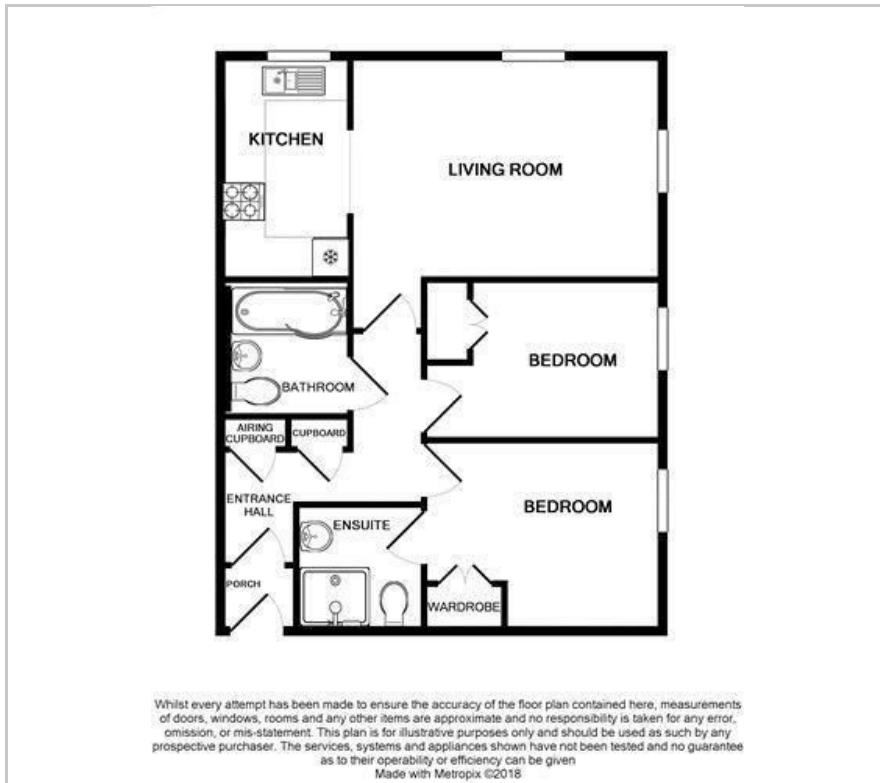 KITCHEN
LIVING ROOM
BEDROOM
BATHROOM
AIRING
CUPBOARD
CUPBOARD
ENTRANCE
HALL
BEDROOM
ENSUITE
PORCH
WARDROBE
Whilst every attempt has been made to ensure the accuracy of the floor plan contained here, measurements
of doors, windows, rooms and any other items are approximate and no responsibility is taken for any error,
omission, or mis-statement. This plan is for illustrative purposes only and should be used as such by any
prospective purchaser. The services, systems and appliances shown have not been tested and no guarantee
as to their operability or efficiency can be given
Made with Metropix ©2018